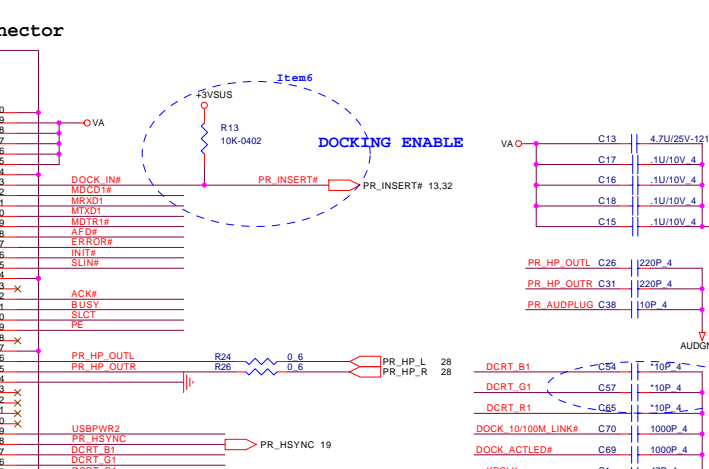 nector
Item6
+3VSUS
R13
10K-0402
DOCKING ENABLE
VA
VA
DOCK_IN#
PR_INSERT#
PR_INSERT# 13,32
MDCD1#
MRXD1
MTXD1
MDTR1#
AFD#
ERROR#
INIT#
SLIN#
ACK#
BUSY
SLCT
PE
PR_HP_OUTL R24 0_6 PR_HP_L 28
PR_HP_OUTR R26 0_6 PR_HP_R 28
USBPWR2
PR_HSYNC
PR_HSYNC 19
DCRT_B1
DCRT_G1
C13 4.7U/25V-121
C17 .1U/10V_4
C16 .1U/10V_4
C18 .1U/10V_4
C15 .1U/10V_4
PR_HP_OUTL C26 220P_4
PR_HP_OUTR C31 220P_4
PR_AUDPLUG C38 10P_4
AUDGN
DCRT_B1 C54 *10P_4
DCRT_G1 C57 *10P_4
DCRT_R1 C65 *10P_4
DOCK_10/100M_LINK# C70 1000P_4
DOCK_ACTLED# C69 1000P_4